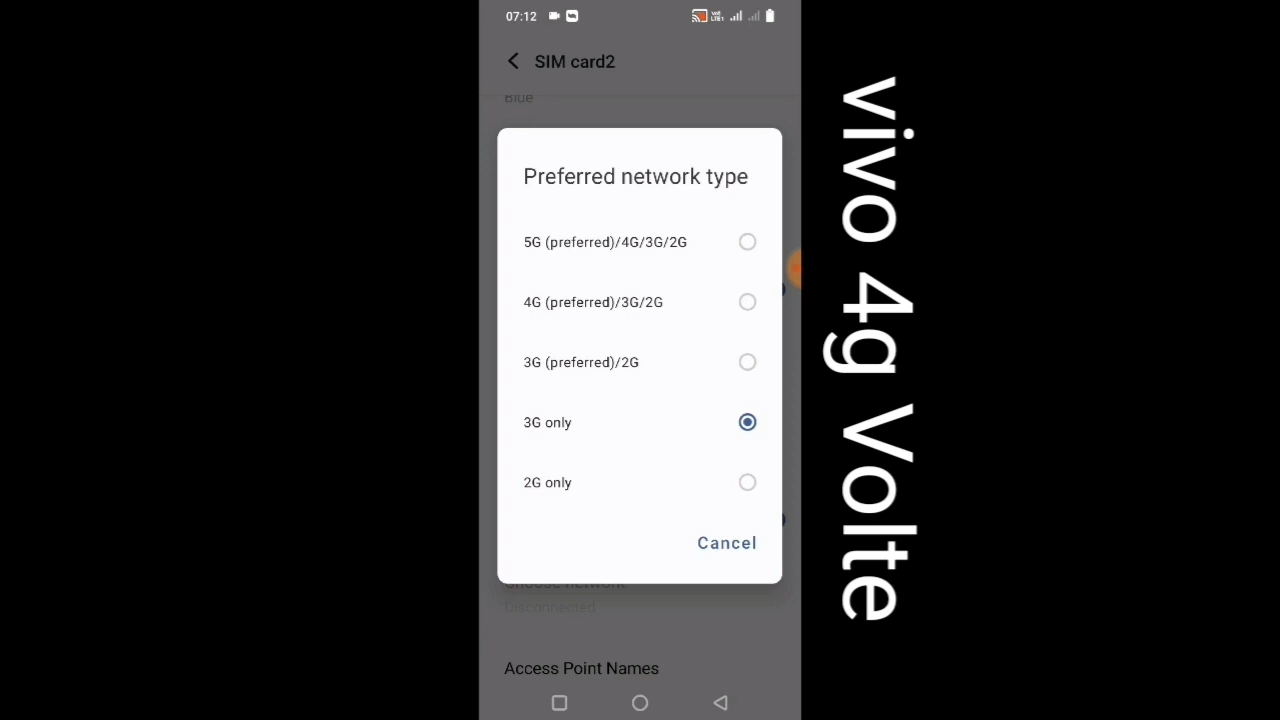 07:12
VoLTE1
SIM card2
Blue
Preferred network type
5G (preferred)/4G/3G/2G
4G (preferred)/3G/2G
3G (preferred)/2G
3G only
2G only
Cancel
Choose network
Disconnected
Access Point Names
vivo 4g Volte